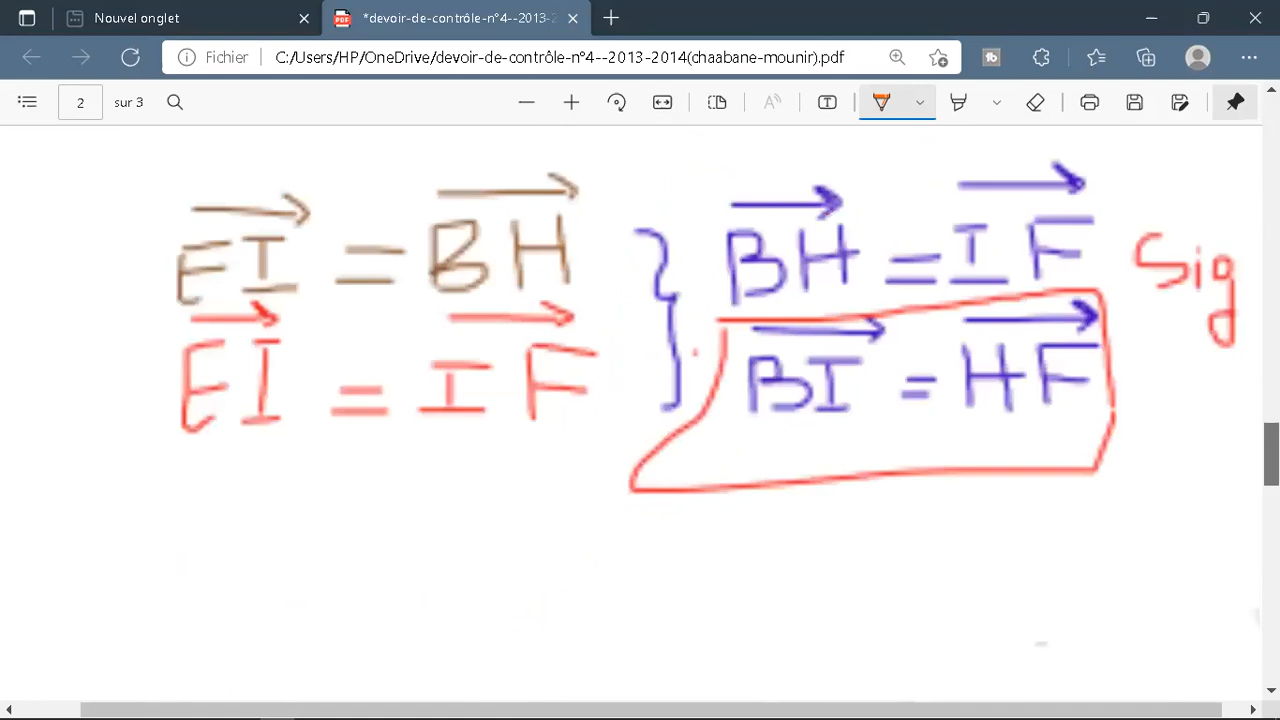 Nouvel onglet
*devoir-de-contrôle-n°4--2013-2
Fichier
C:/Users/HP/OneDrive/devoir-de-contrôle-n°4--2013-2014(chaabane-mounir).pdf
2 sur 3
EI = BH
BH = IF
Sig
EI = IF
BI = HF